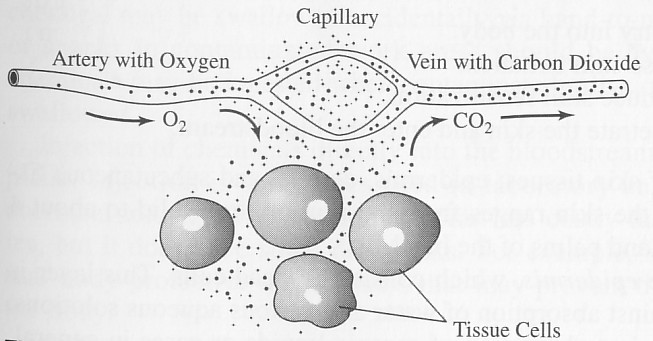 Capillary
Artery with Oxygen
Vein with Carbon Dioxide
O₂
CO₂
Tissue Cells